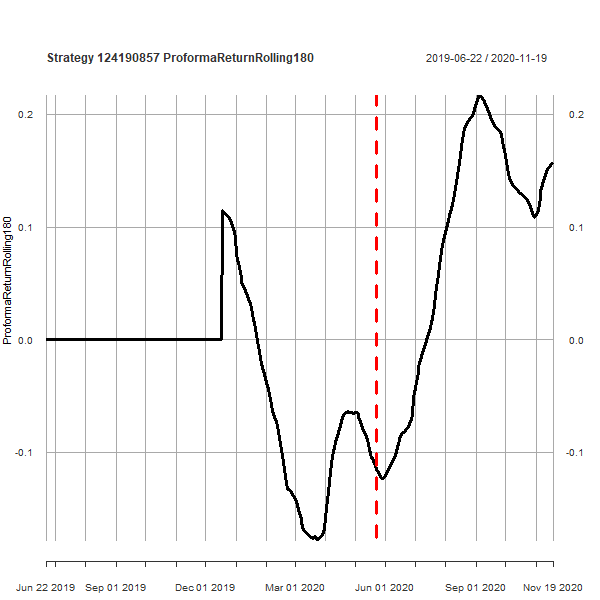 Strategy 124190857 ProformaReturnRolling180
2019-06-22 / 2020-11-19
0.2
0.2
0.1
0.1
ProformaReturnRolling180
0.0
0.0
-0.1
-0.1
Jun 22 2019
Sep 01 2019
Dec 01 2019
Mar 01 2020
Jun 01 2020
Sep 01 2020
Nov 19 2020